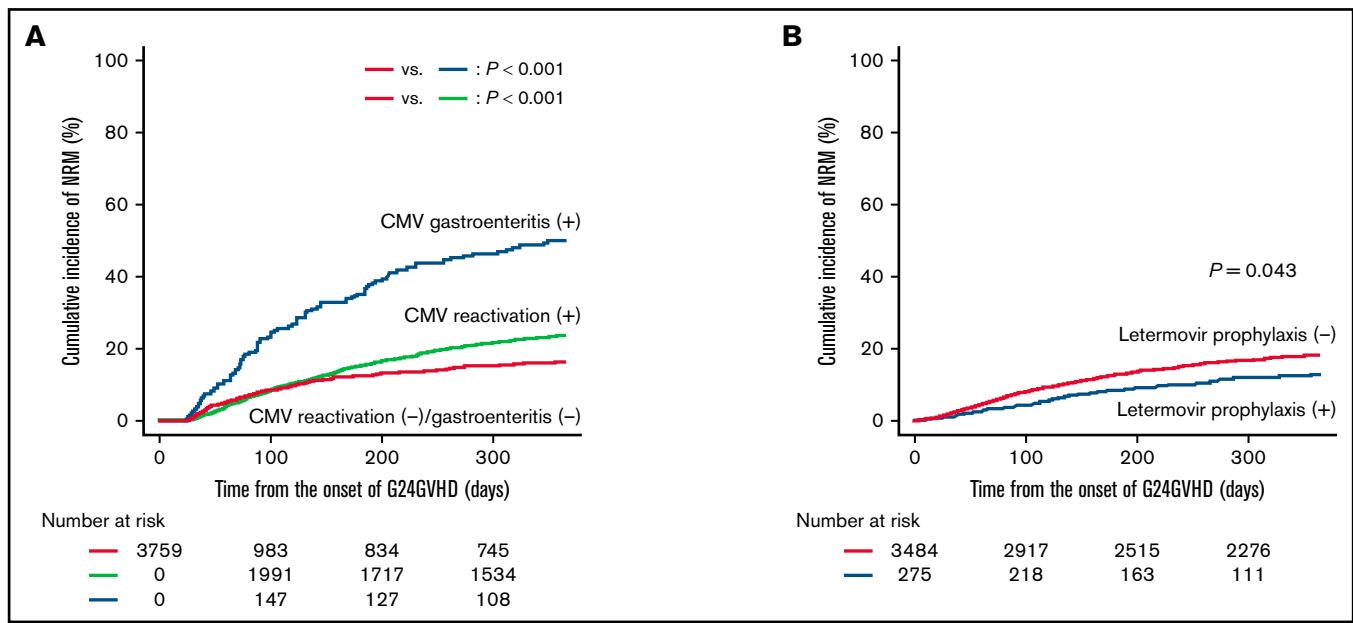 A
Cumulative incidence of NRM (%)
100
80
60
40
20
0
vs. : P < 0.001
vs. : P < 0.001
CMV gastroenteritis (+)
CMV reactivation (+)
CMV reactivation (–)/gastroenteritis (–)
0 100 200 300
Time from the onset of G24GVHD (days)
Number at risk
3759 983 834 745
0 1991 1717 1534
0 147 127 108
B
Cumulative incidence of NRM (%)
100
80
60
40
20
0
P = 0.043
Letermovir prophylaxis (–)
Letermovir prophylaxis (+)
0 100 200 300
Time from the onset of G24GVHD (days)
Number at risk
3484 2917 2515 2276
275 218 163 111